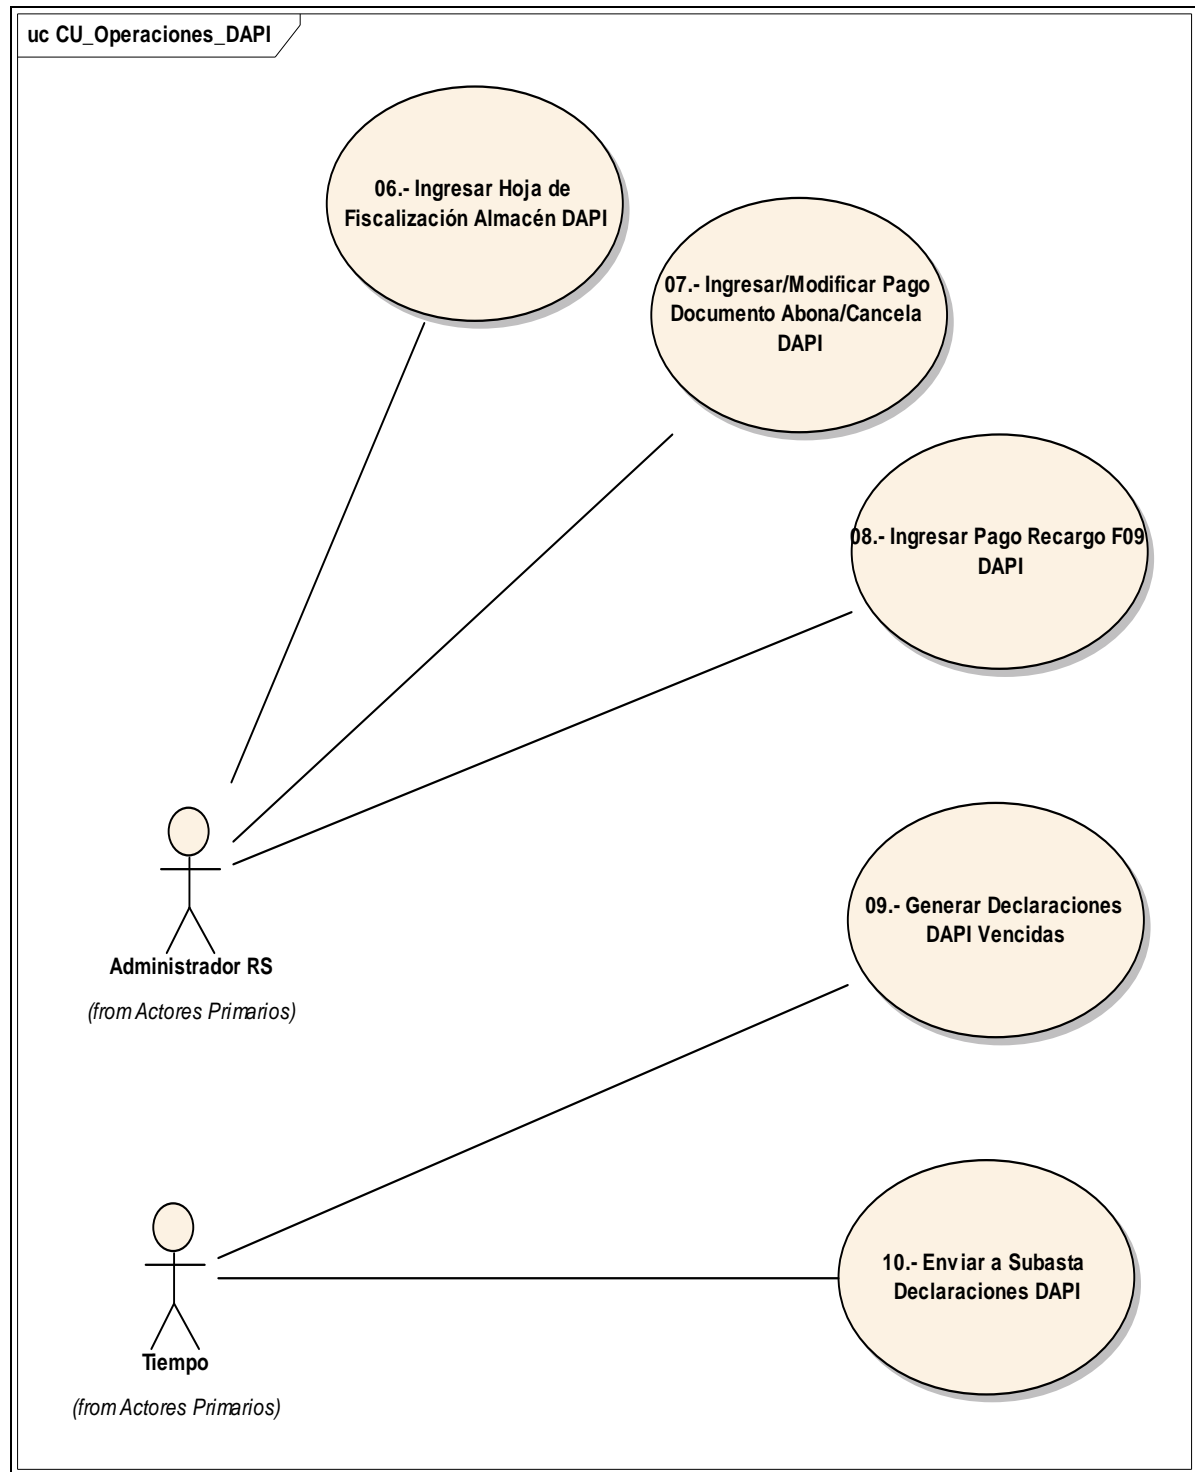 uc CU_Operaciones_DAPI
06.- Ingresar Hoja de
Fiscalización Almacén DAPI
07.- Ingresar/Modificar Pago
Documento Abona/Cancela
DAPI
08.- Ingresar Pago Recargo F09
DAPI
09.- Generar Declaraciones
DAPI Vencidas
Administrador RS
(from Actores Primarios)
10.- Enviar a Subasta
Declaraciones DAPI
Tiempo
(from Actores Primarios)